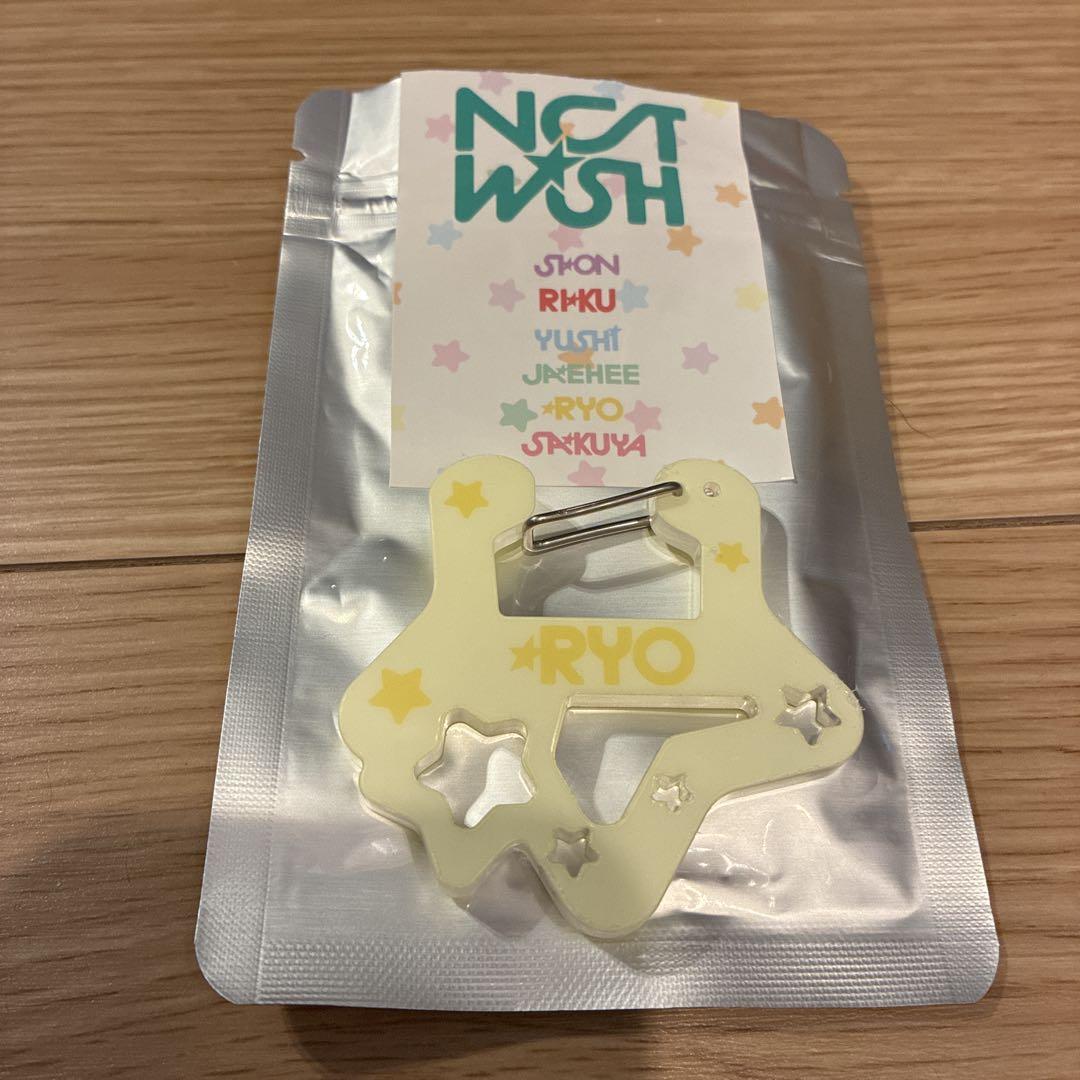 NCT
WISH
SION
RIKU
YUSHI
JAEHEE
RYO
SAKUYA
RYO